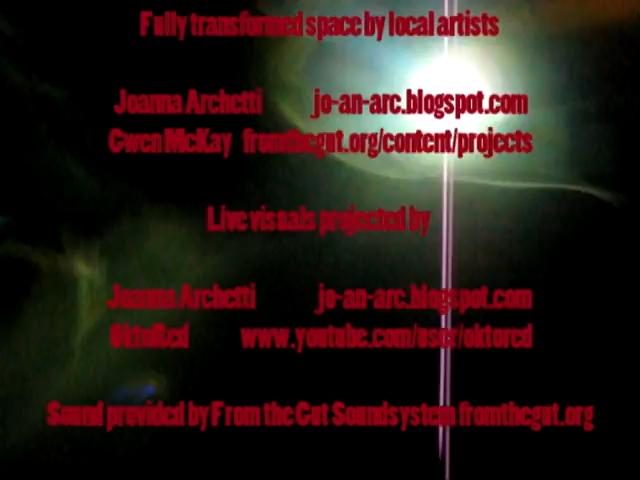 Fully transformed space by local artists
Joanna Archetti jo-an-arc.blogspot.com
Gwen McKay fromthegut.org/content/projects
Live visuals projected by
Joanna Archetti jo-an-arc.blogspot.com
OktoRed www.youtube.com/user/oktored
Sound provided by From the Gut Soundsystem fromthegut.org